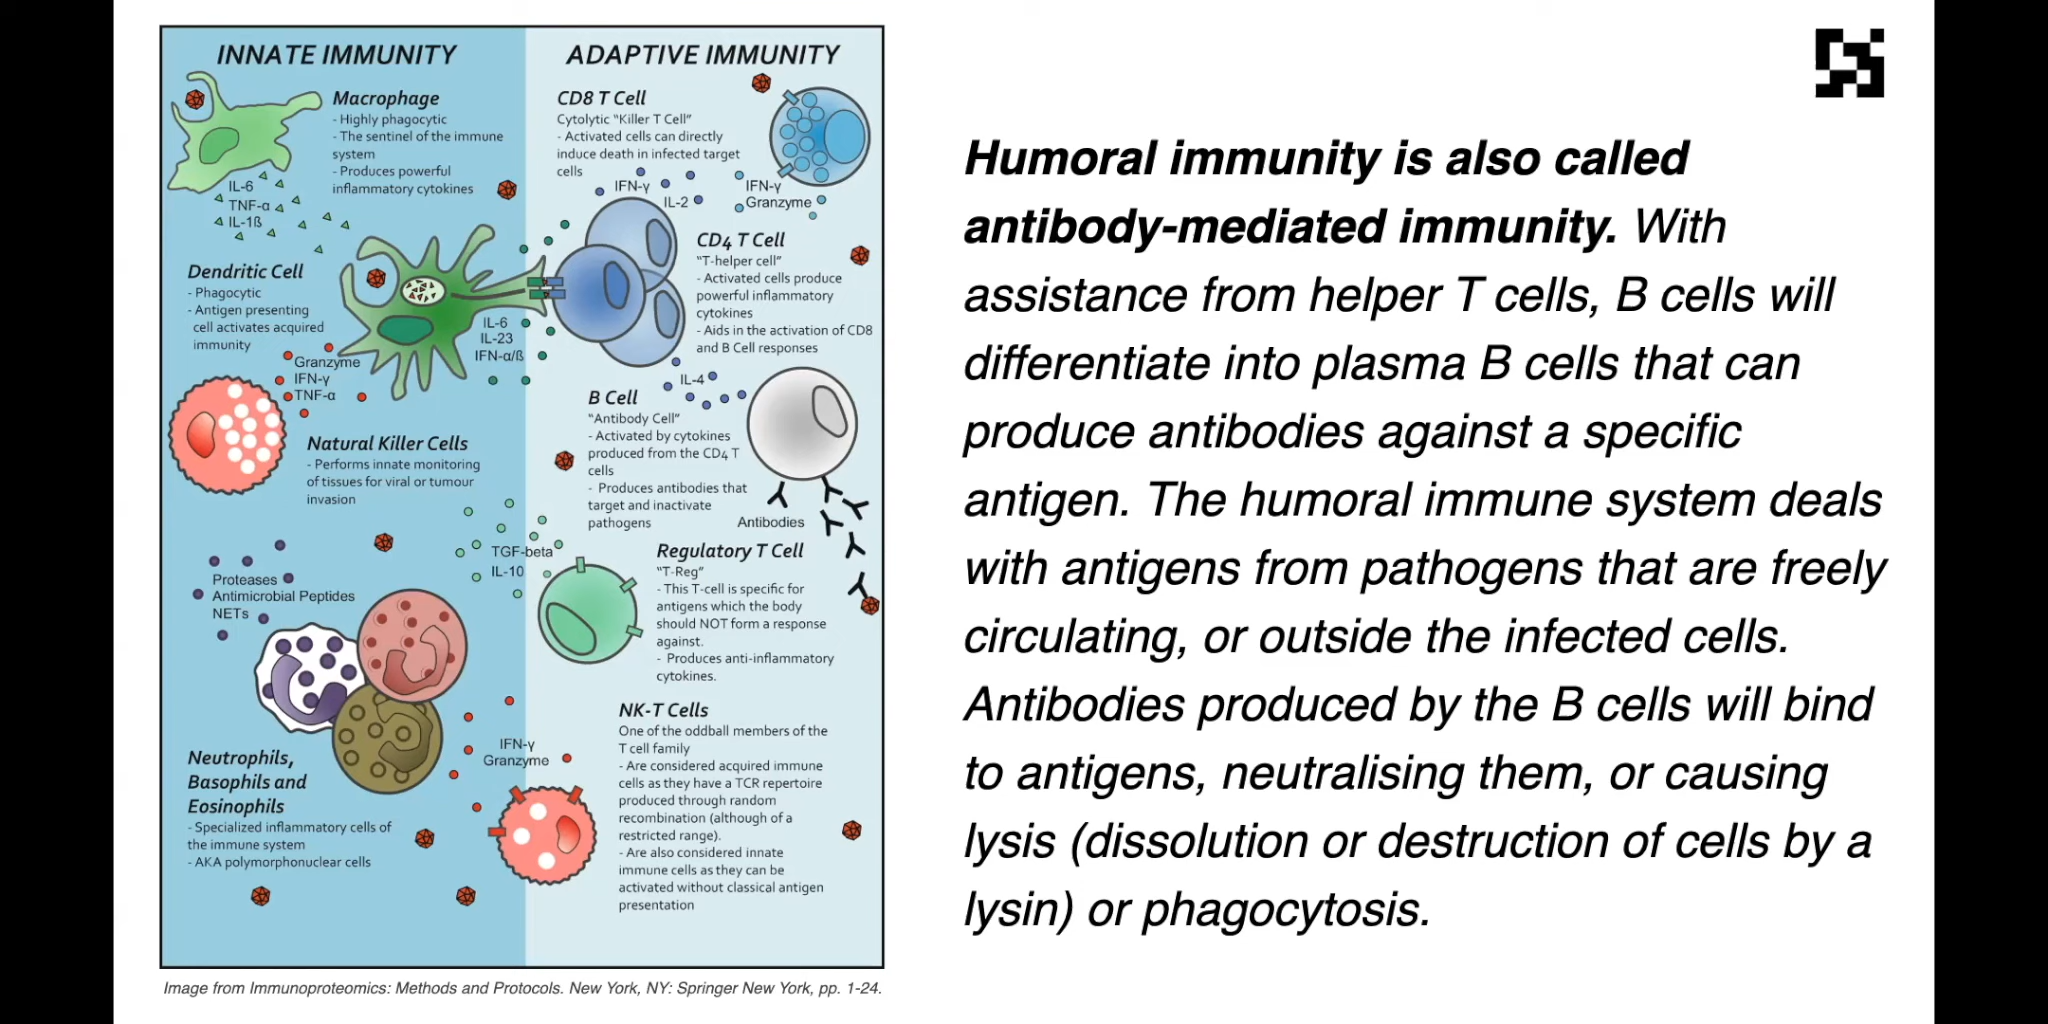 INNATE IMMUNITY
Macrophage
- Highly phagocytic
- The sentinel of the immune
system
- Produces powerful
inflammatory cytokines
IL-6
TNF-α
IL-1ß
Dendritic Cell
- Phagocytic
- Antigen presenting
cell activates acquired
immunity
IL-6
IL-23
IFN-α/ß
Granzyme
IFN-γ
TNF-α
Natural Killer Cells
- Performs innate monitoring
of tissues for viral or tumour
invasion
TGF-beta
IL-10
Proteases
Antimicrobial Peptides
NETs
Neutrophils,
Basophils and
Eosinophils
- Specialized inflammatory cells of
the immune system
- AKA polymorphonuclear cells
IFN-γ
Granzyme
ADAPTIVE IMMUNITY
CD8 T Cell
Cytolytic “Killer T Cell”
- Activated cells can directly
induce death in infected target
cells
IFN-γ
IL-2
IFN-γ
Granzyme
CD4 T Cell
“T-helper cell”
- Activated cells produce
powerful inflammatory
cytokines
- Aids in the activation of CD8
and B Cell responses
IL-4
B Cell
“Antibody Cell”
- Activated by cytokines
produced from the CD4 T
cells
- Produces antibodies that
target and inactivate
pathogens
Antibodies
Regulatory T Cell
“T-Reg”
- This T-cell is specific for
antigens which the body
should NOT form a response
against.
- Produces anti-inflammatory
cytokines.
NK-T Cells
One of the oddball members of the
T cell family
- Are considered acquired immune
cells as they have a TCR repertoire
produced through random
recombination (although of a
restricted range).
- Are also considered innate
immune cells as they can be
activated without classical antigen
presentation
Image from Immunoproteomics: Methods and Protocols. New York, NY: Springer New York, pp. 1-24.
Humoral immunity is also called
antibody-mediated immunity. With
assistance from helper T cells, B cells will
differentiate into plasma B cells that can
produce antibodies against a specific
antigen. The humoral immune system deals
with antigens from pathogens that are freely
circulating, or outside the infected cells.
Antibodies produced by the B cells will bind
to antigens, neutralising them, or causing
lysis (dissolution or destruction of cells by a
lysin) or phagocytosis.